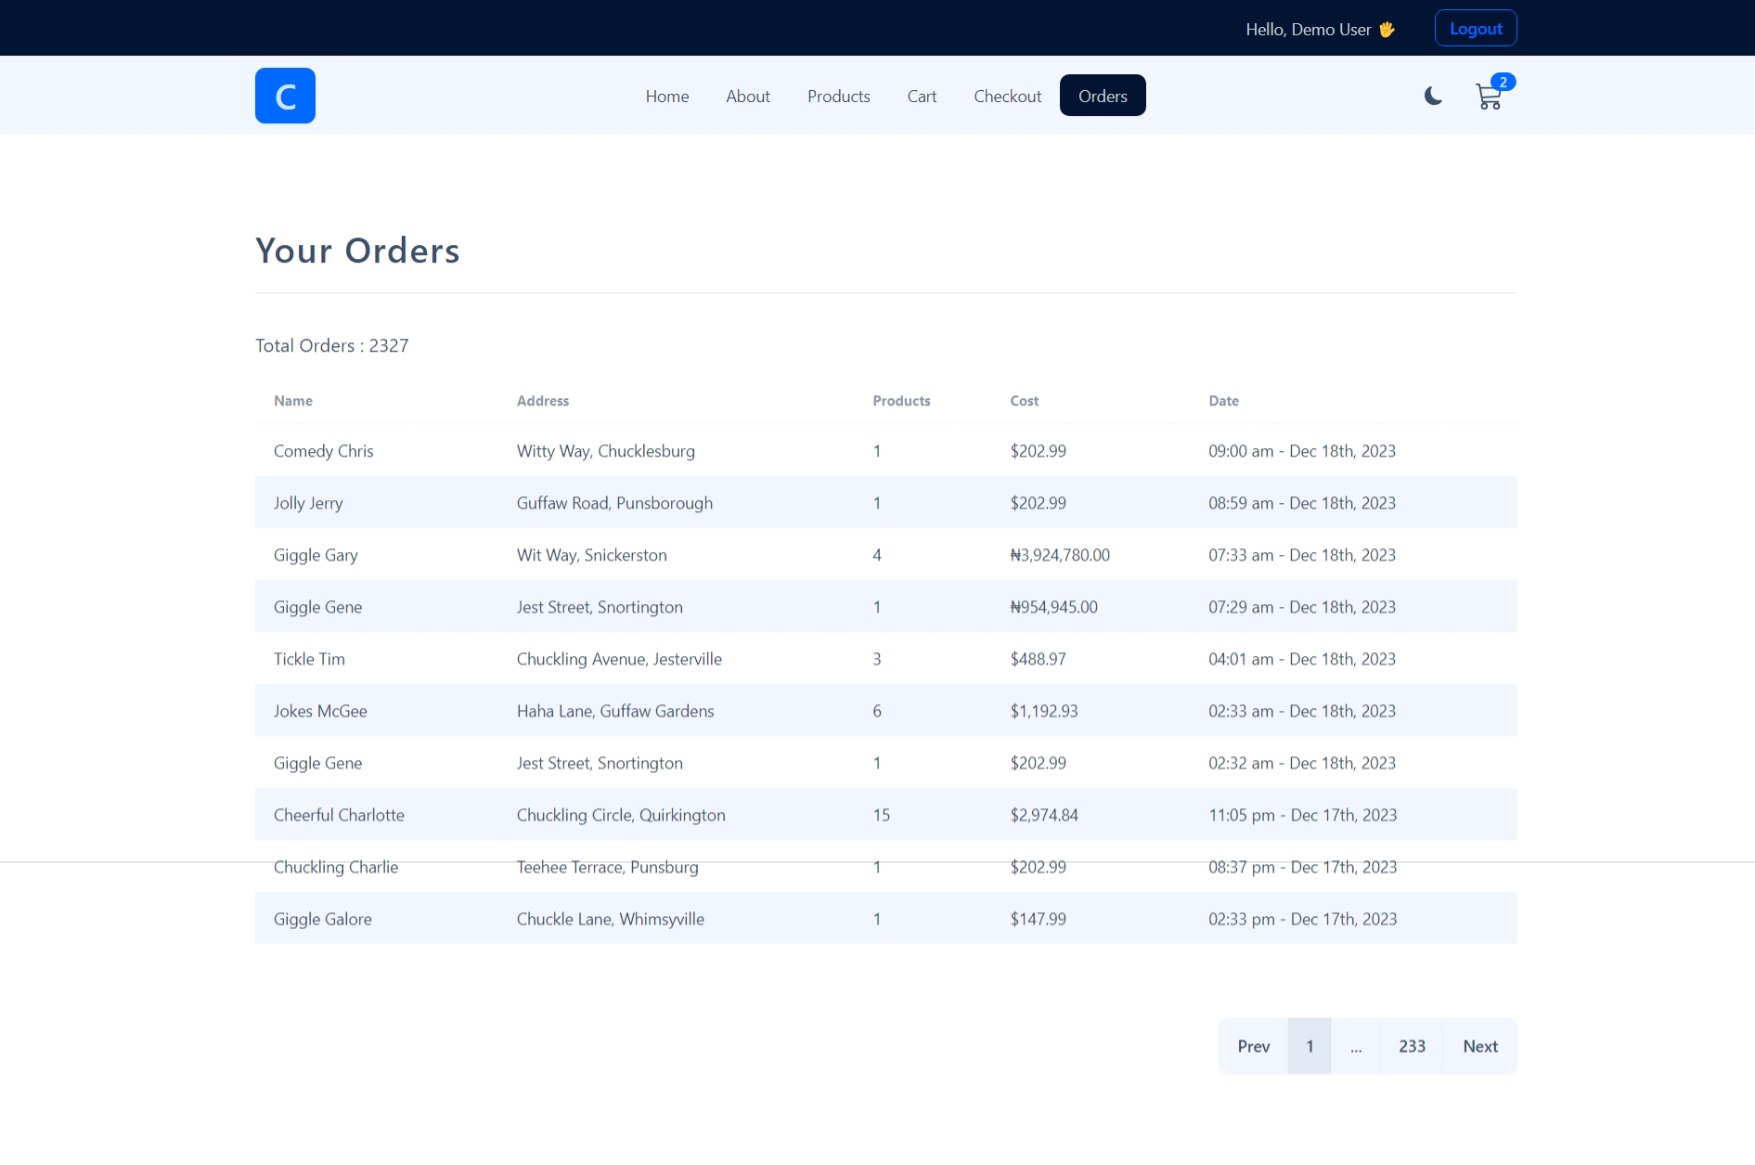 Hello, Demo User 🖐 Logout
C Home About Products Cart Checkout Orders 2
Your Orders
Total Orders : 2327
Name Address Products Cost Date
Comedy Chris Witty Way, Chucklesburg 1 $202.99 09:00 am - Dec 18th, 2023
Jolly Jerry Guffaw Road, Punsborough 1 $202.99 08:59 am - Dec 18th, 2023
Giggle Gary Wit Way, Snickerston 4 ₦3,924,780.00 07:33 am - Dec 18th, 2023
Giggle Gene Jest Street, Snortington 1 ₦954,945.00 07:29 am - Dec 18th, 2023
Tickle Tim Chuckling Avenue, Jesterville 3 $488.97 04:01 am - Dec 18th, 2023
Jokes McGee Haha Lane, Guffaw Gardens 6 $1,192.93 02:33 am - Dec 18th, 2023
Giggle Gene Jest Street, Snortington 1 $202.99 02:32 am - Dec 18th, 2023
Cheerful Charlotte Chuckling Circle, Quirkington 15 $2,974.84 11:05 pm - Dec 17th, 2023
Chuckling Charlie Teehee Terrace, Punsburg 1 $202.99 08:37 pm - Dec 17th, 2023
Giggle Galore Chuckle Lane, Whimsyville 1 $147.99 02:33 pm - Dec 17th, 2023
Prev 1 ... 233 Next